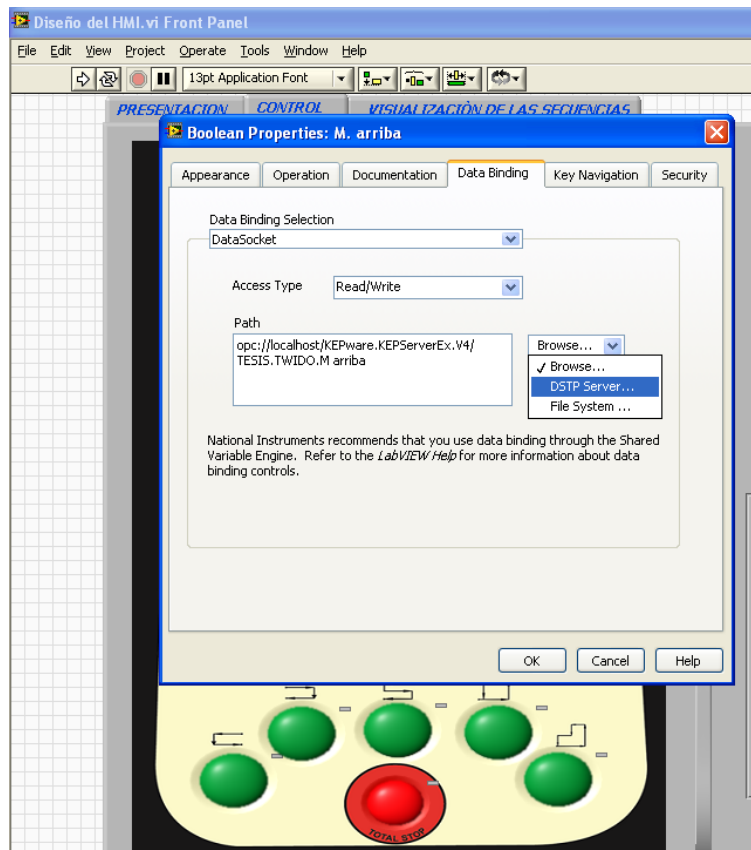 Diseño del HMI.vi Front Panel
File Edit View Project Operate Tools Window Help
13pt Application Font
PRESENTACION CONTROL VISUALIZACIÓN DE LAS SECUENCIAS
Boolean Properties: M. arriba
Appearance Operation Documentation Data Binding Key Navigation Security
Data Binding Selection
DataSocket
Access Type Read/Write
Path
opc://localhost/KEPware.KEPServerEx.V4/
TESIS.TWIDO.M arriba
Browse...
Browse...
DSTP Server...
File System ...
National Instruments recommends that you use data binding through the Shared
Variable Engine. Refer to the LabVIEW Help for more information about data
binding controls.
OK Cancel Help
TOTAL STOP